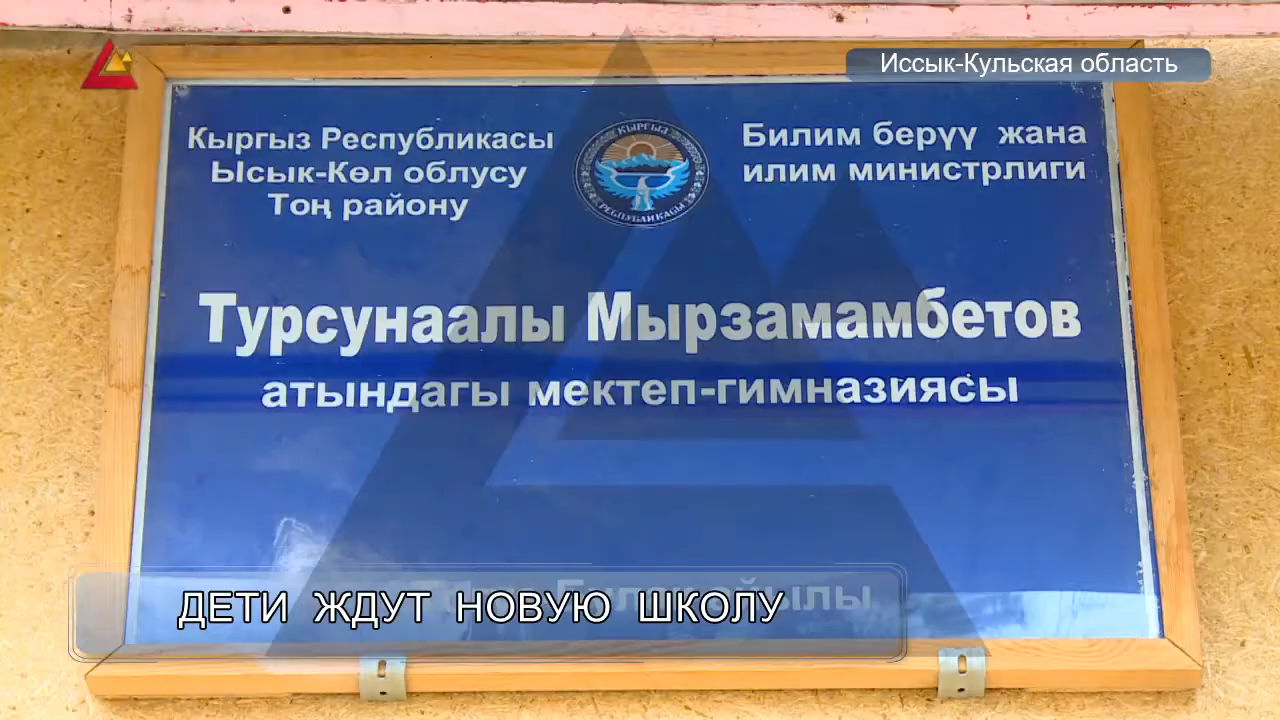 Иссык-Кульская область
Кыргыз Республикасы
Ысык-Көл облусу
Тоң району
КЫРГЫЗ
РЕСПУБЛИКАСЫ
Билим берүү жана
илим министрлиги
Турсунаалы Мырзамамбетов
атындагы мектеп-гимназиясы
айылы
ДЕТИ ЖДУТ НОВУЮ ШКОЛУ